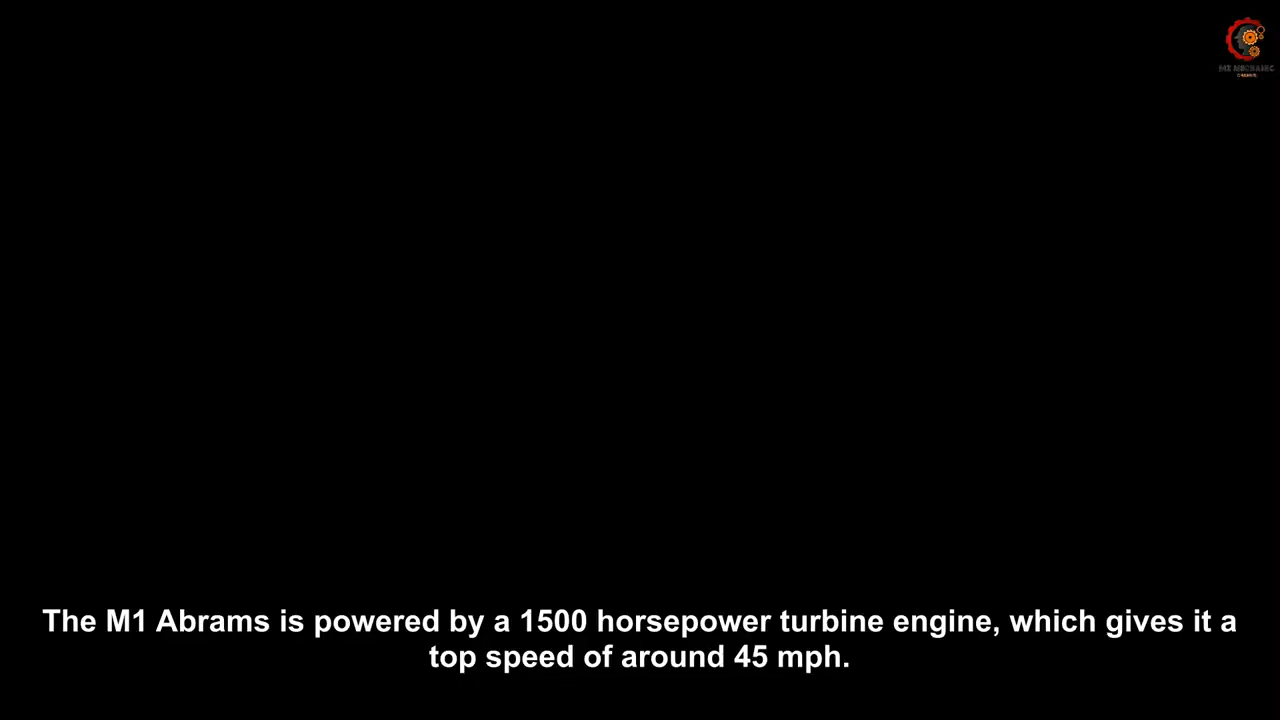 The M1 Abrams is powered by a 1500 horsepower turbine engine, which gives it a
top speed of around 45 mph.